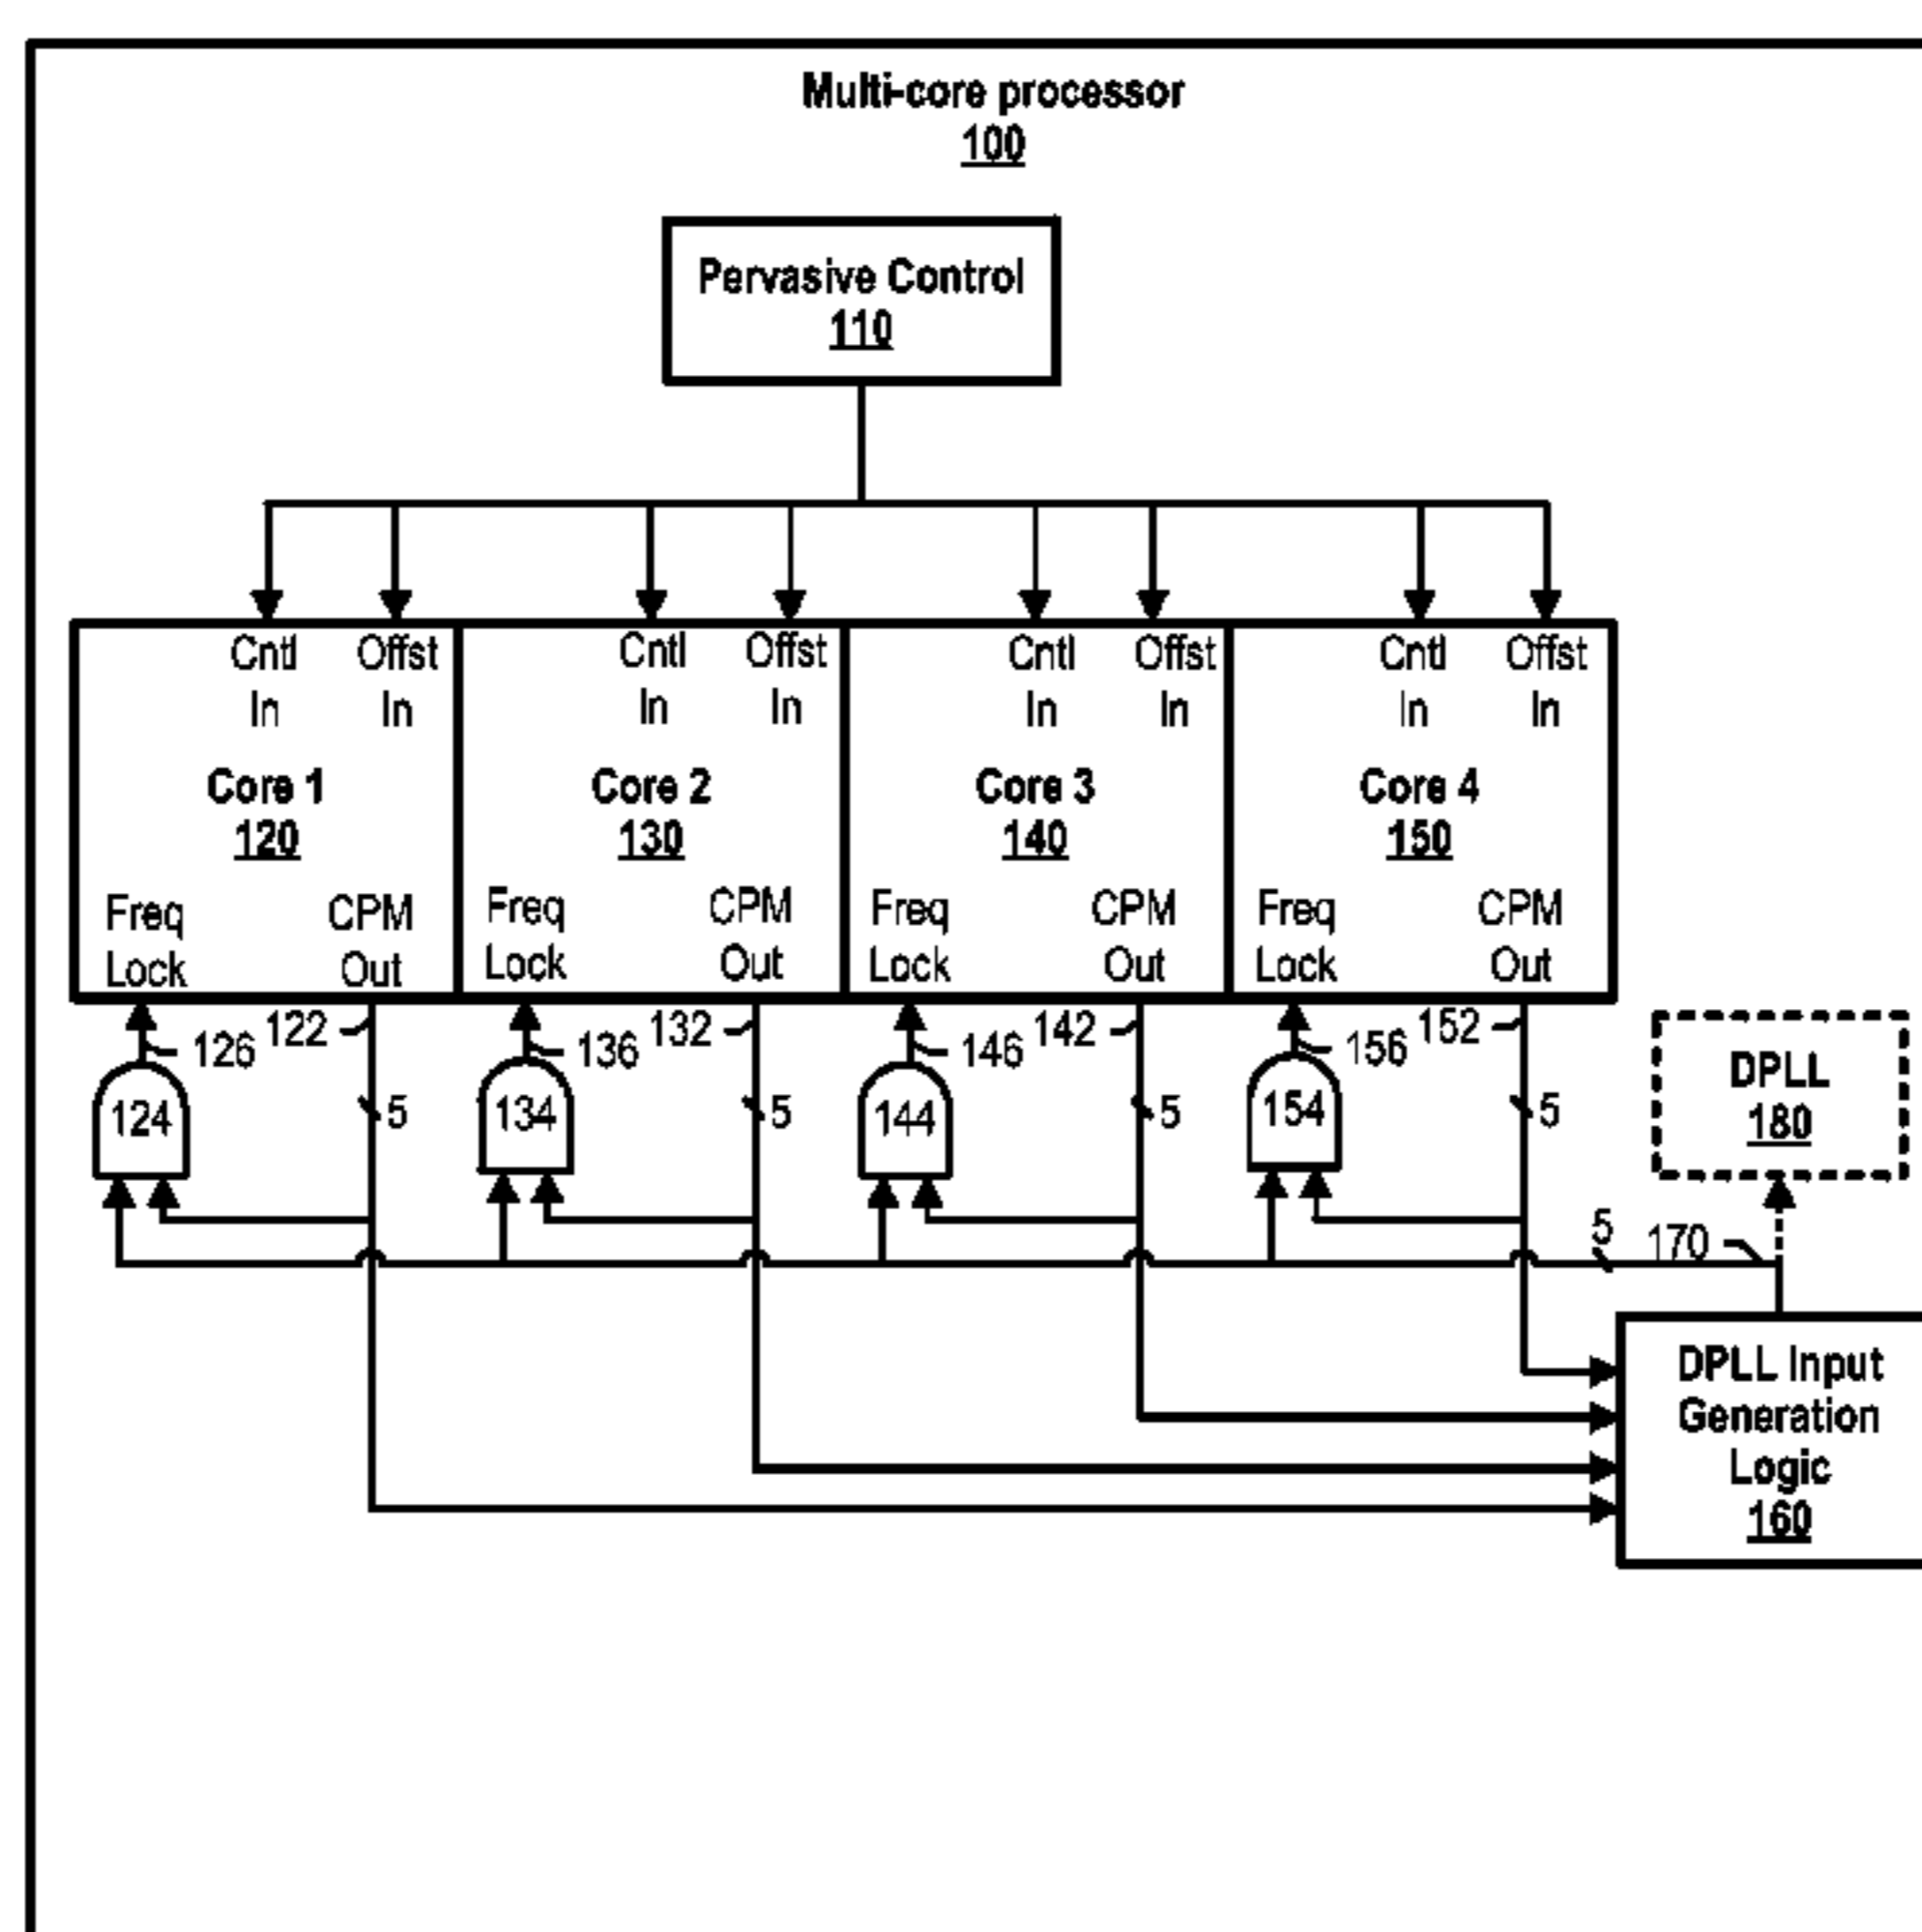 Multi-core processor
100
Pervasive Control
110
Cntl In
Offst In
Cntl In
Offst In
Cntl In
Offst In
Cntl In
Offst In
Core 1
120
Core 2
130
Core 3
140
Core 4
150
Freq Lock
CPM Out
Freq Lock
CPM Out
Freq Lock
CPM Out
Freq Lock
CPM Out
126
122
136
132
146
142
156
152
124
5
134
5
144
5
154
5
DPLL
180
5
170
DPLL Input
Generation
Logic
160